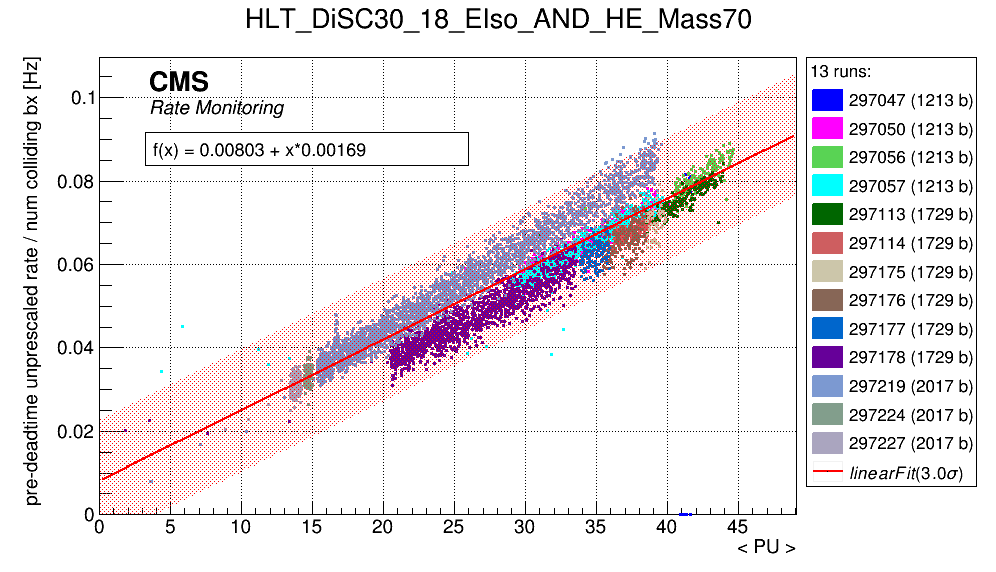 HLT_DiSC30_18_EIso_AND_HE_Mass70
pre-deadtime unprescaled rate / num colliding bx [Hz]
CMS
Rate Monitoring
f(x) = 0.00803 + x*0.00169
0.1
0.08
0.06
0.04
0.02
0
0 5 10 15 20 25 30 35 40 45
< PU >
13 runs:
297047 (1213 b)
297050 (1213 b)
297056 (1213 b)
297057 (1213 b)
297113 (1729 b)
297114 (1729 b)
297175 (1729 b)
297176 (1729 b)
297177 (1729 b)
297178 (1729 b)
297219 (2017 b)
297224 (2017 b)
297227 (2017 b)
linearFit(3.0σ)